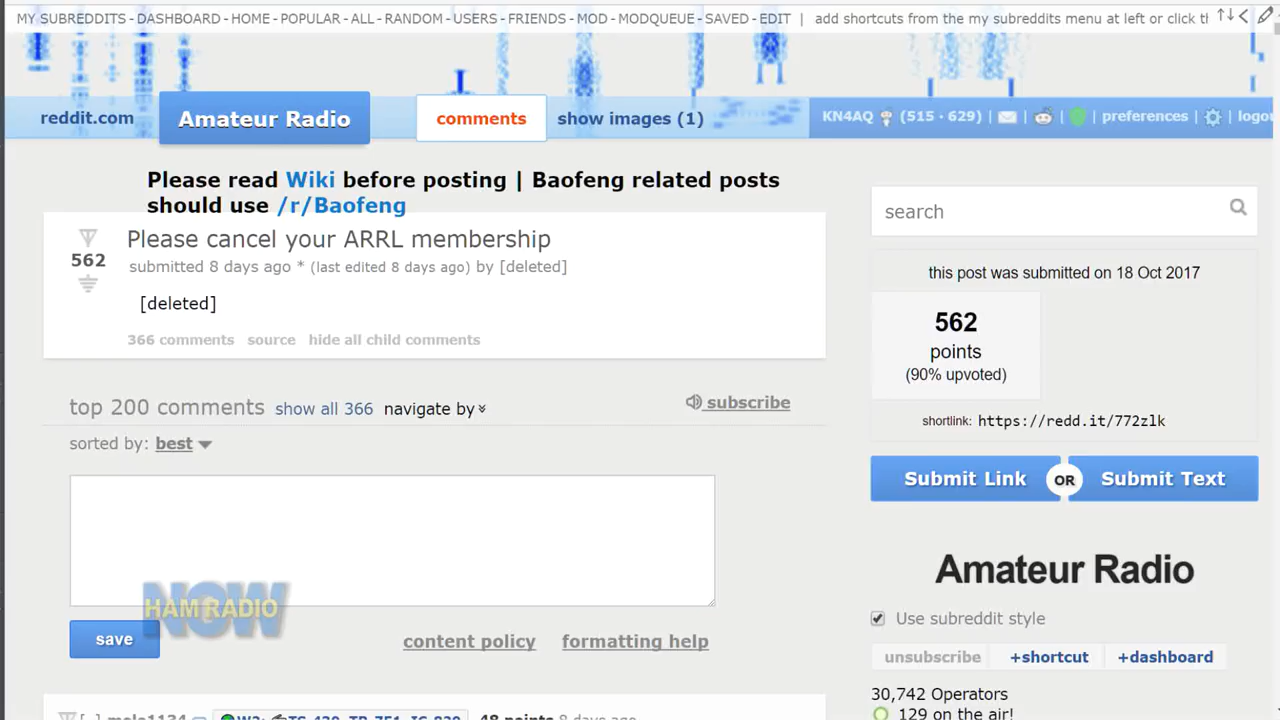 MY SUBREDDITS - DASHBOARD - HOME - POPULAR - ALL - RANDOM - USERS - FRIENDS - MOD - MODQUEUE - SAVED - EDIT | add shortcuts from the my subreddits menu at left or click tl
reddit.com
Amateur Radio
comments
show images (1)
KN4AQ (515 · 629) | | | | preferences | | logou
Please read Wiki before posting | Baofeng related posts
should use /r/Baofeng
search
Please cancel your ARRL membership
562
submitted 8 days ago * (last edited 8 days ago) by [deleted]
[deleted]
366 comments source hide all child comments
this post was submitted on 18 Oct 2017
562
points
(90% upvoted)
shortlink: https://redd.it/772zlk
top 200 comments show all 366 navigate by
subscribe
sorted by: best
Submit Link OR Submit Text
HAM RADIO
NOW
save
content policy formatting help
Amateur Radio
Use subreddit style
unsubscribe +shortcut +dashboard
30,742 Operators
129 on the air!
48 points 8 days ago